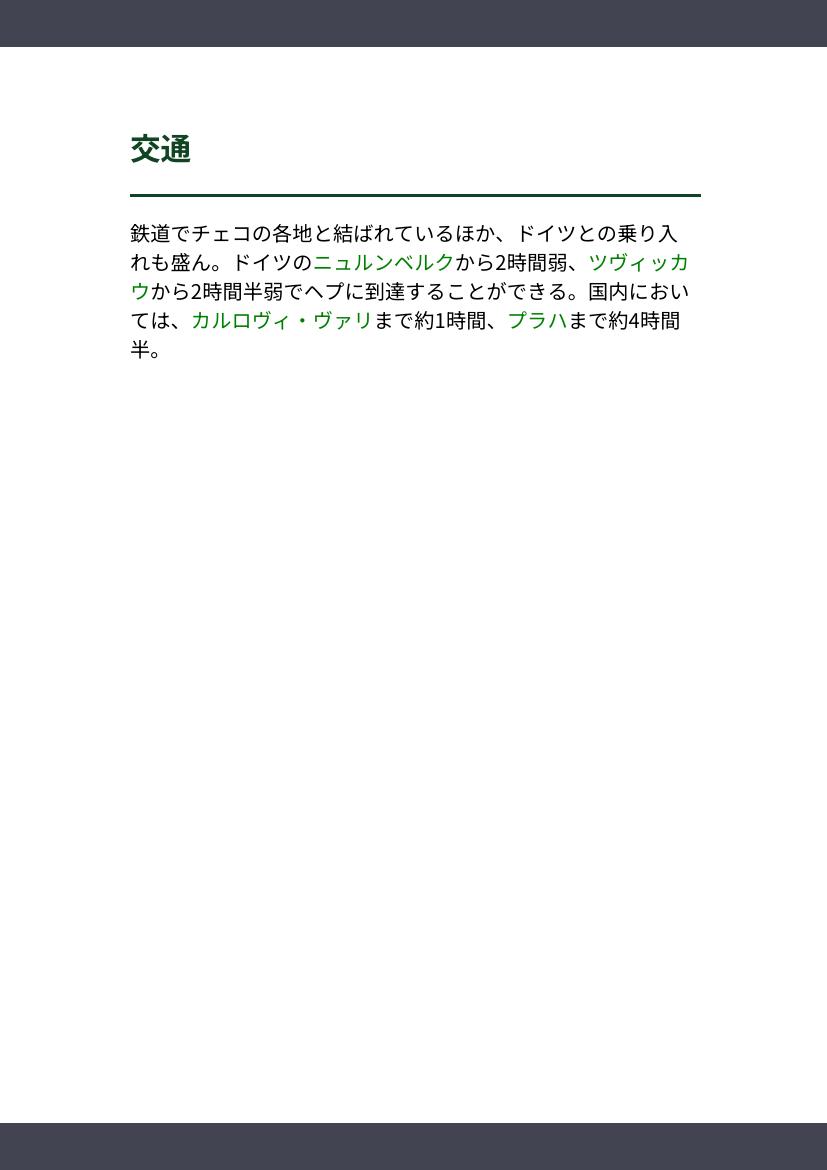 交通
鉄道でチェコの各地と結ばれているほか、ドイツとの乗り入
れも盛ん。ドイツのニュルンベルクから2時間弱、ツヴィッカ
ウから2時間半弱でヘプに到達することができる。国内におい
ては、カルロヴィ・ヴァリまで約1時間、プラハまで約4時間
半。